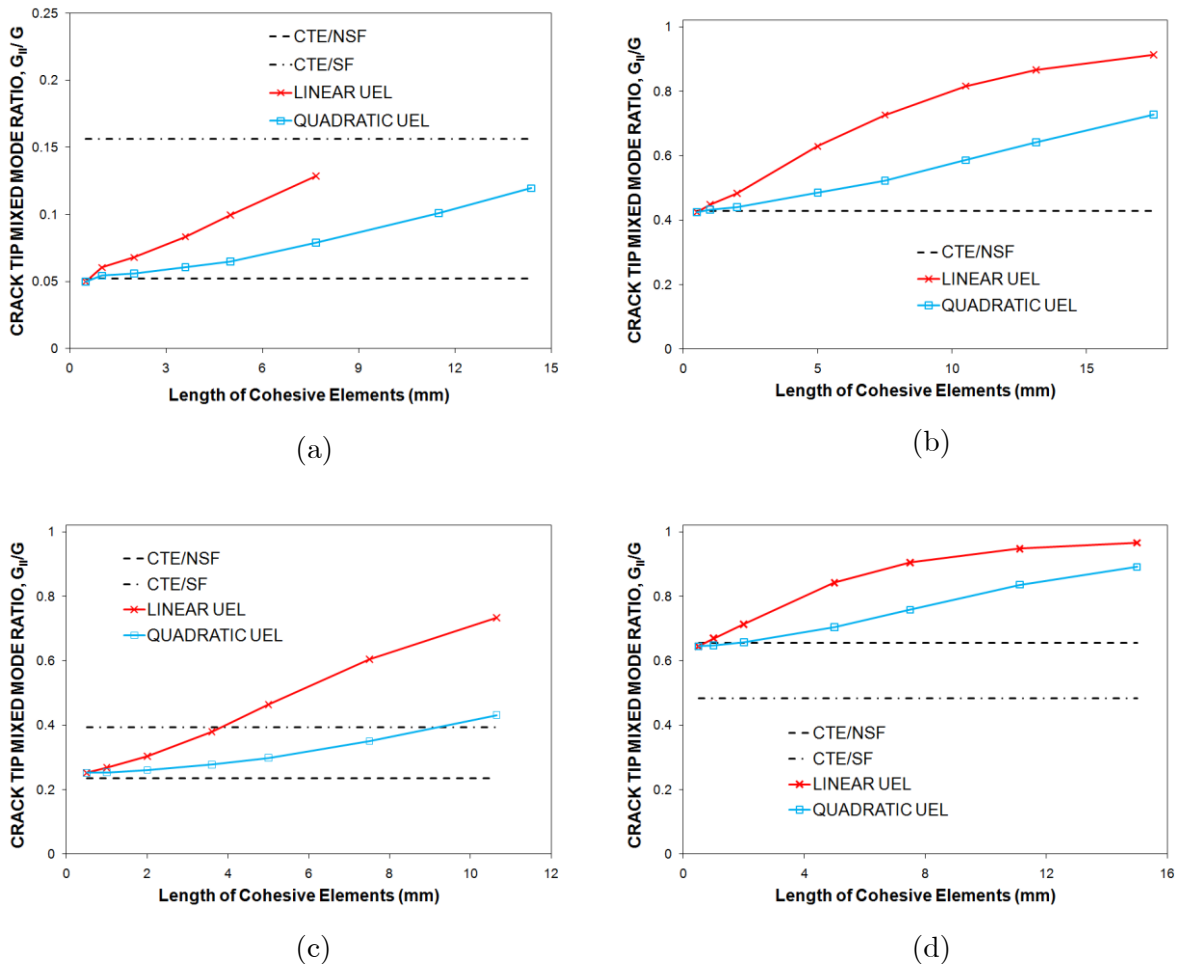 CRACK TIP MIXED MODE RATIO, GII/G
0.25
0.2
0.15
0.1
0.05
0
CTE/NSF
CTE/SF
LINEAR UEL
QUADRATIC UEL
0 3 6 9 12 15
Length of Cohesive Elements (mm)
(a)
CRACK TIP MIXED MODE RATIO, GII/G
1
0.8
0.6
0.4
0.2
0
CTE/NSF
LINEAR UEL
QUADRATIC UEL
0 5 10 15
Length of Cohesive Elements (mm)
(b)
CRACK TIP MIXED MODE RATIO, GII/G
1
0.8
0.6
0.4
0.2
0
CTE/NSF
CTE/SF
LINEAR UEL
QUADRATIC UEL
0 2 4 6 8 10 12
Length of Cohesive Elements (mm)
(c)
CRACK TIP MIXED MODE RATIO, GII/G
1
0.8
0.6
0.4
0.2
0
CTE/NSF
CTE/SF
LINEAR UEL
QUADRATIC UEL
0 4 8 12 16
Length of Cohesive Elements (mm)
(d)